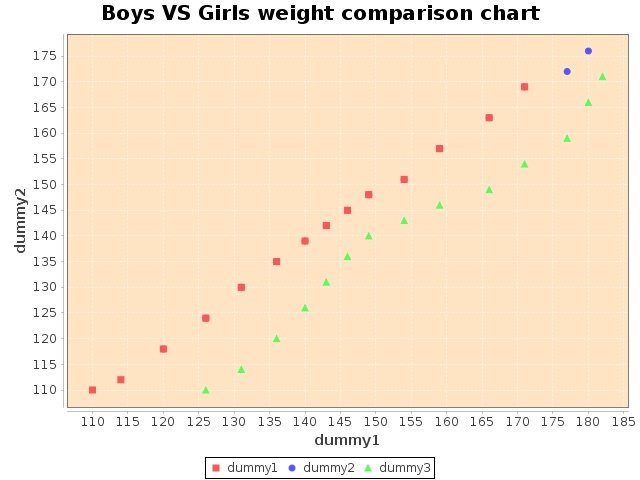 Boys VS Girls weight comparison chart
dummy2
175
170
165
160
155
150
145
140
135
130
125
120
115
110
110 115 120 125 130 135 140 145 150 155 160 165 170 175 180 185
dummy1
dummy1 dummy2 dummy3